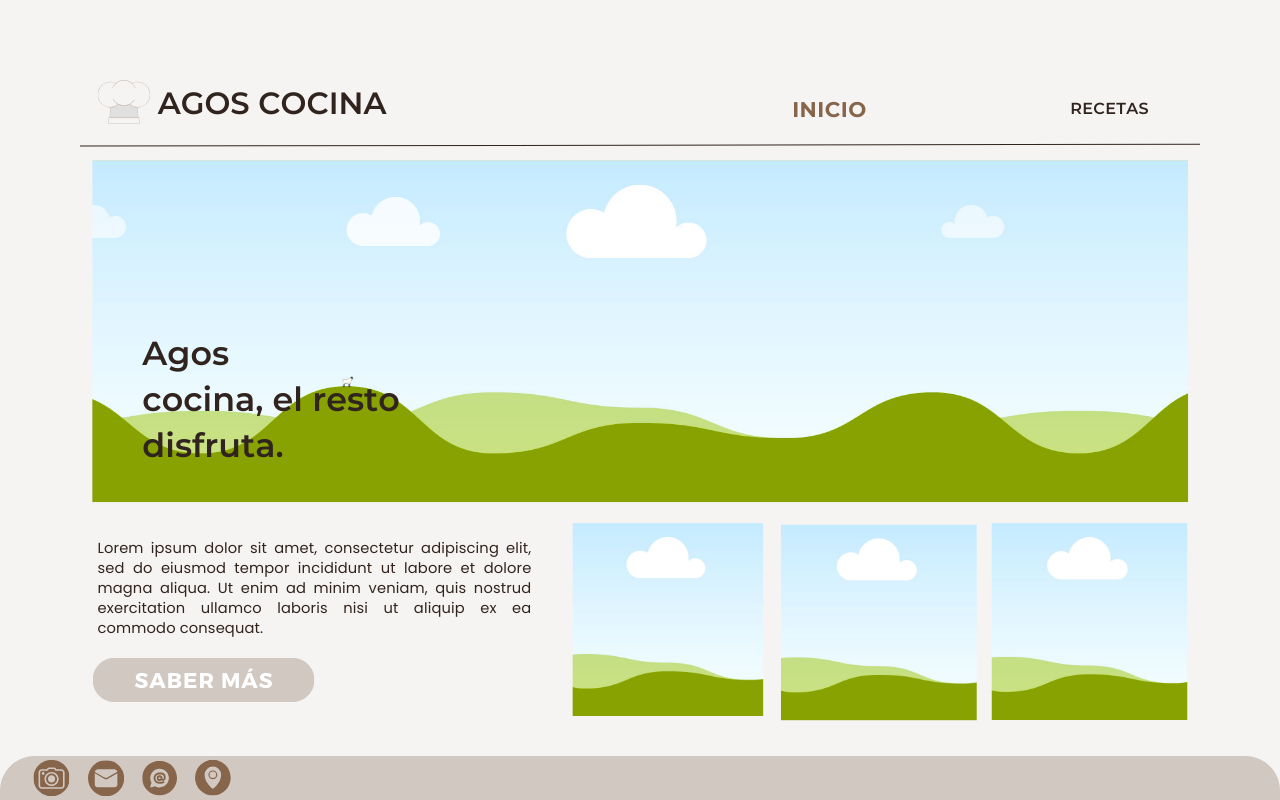 AGOS COCINA
INICIO
RECETAS
Agos
cocina, el resto
disfruta.
Lorem ipsum dolor sit amet, consectetur adipiscing elit,
sed do eiusmod tempor incididunt ut labore et dolore
magna aliqua. Ut enim ad minim veniam, quis nostrud
exercitation ullamco laboris nisi ut aliquip ex ea
commodo consequat.
SABER MÁS